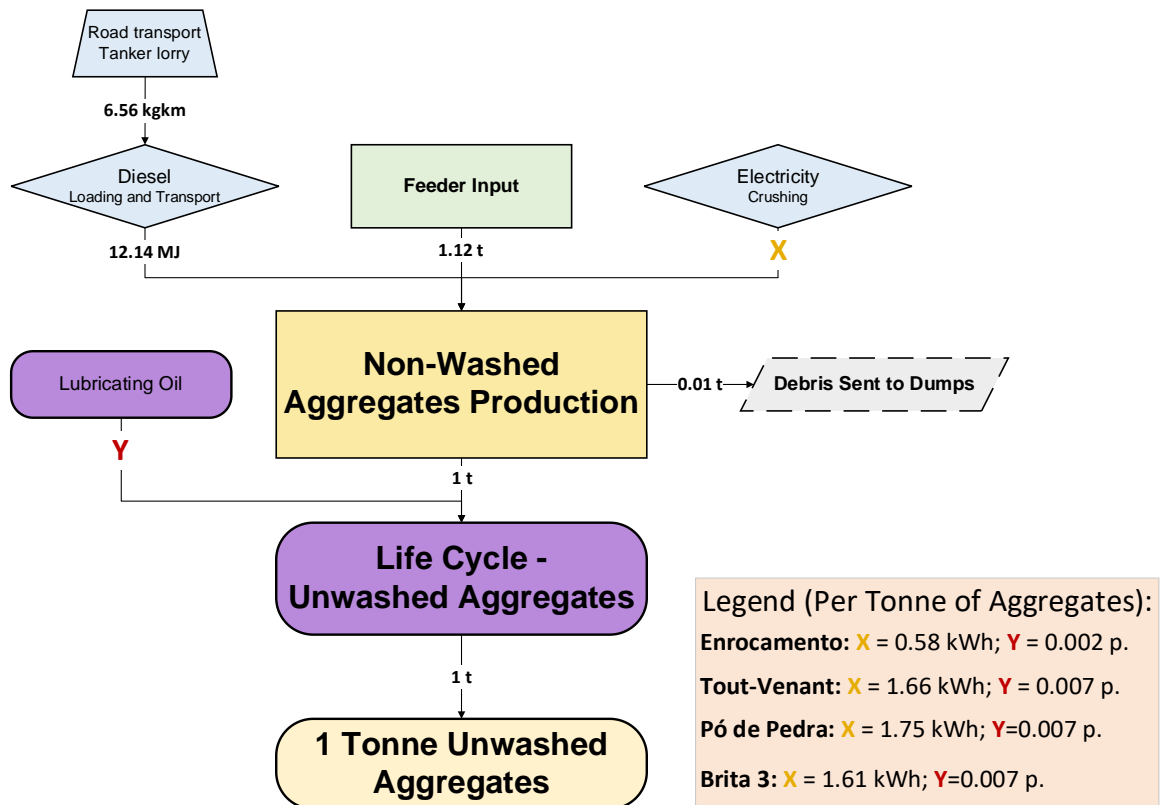 Road transport
Tanker lorry
6.56 kgkm
Diesel
Loading and Transport
Feeder Input
Electricity
Crushing
12.14 MJ
1.12 t
X
Non-Washed
Aggregates Production
Lubricating Oil
0.01 t
Debris Sent to Dumps
Y
1 t
Life Cycle -
Unwashed Aggregates
1 t
1 Tonne Unwashed
Aggregates
Legend (Per Tonne of Aggregates):
Enrocamento: X = 0.58 kWh; Y = 0.002 p.
Tout-Venant: X = 1.66 kWh; Y = 0.007 p.
Pó de Pedra: X = 1.75 kWh; Y=0.007 p.
Brita 3: X = 1.61 kWh; Y=0.007 p.